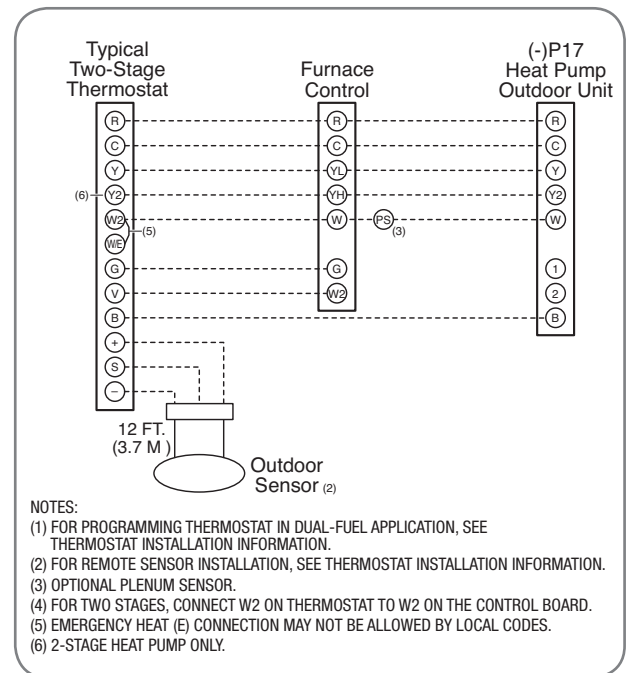 Typical
Two-Stage
Thermostat
Furnace
Control
(-)P17
Heat Pump
Outdoor Unit
R R R
C C C
Y YL Y
(6) Y2 YH Y2
W2 W PS (3) W
W/E (5)
G G 1
V W2 2
B B
+
S
–
12 FT.
(3.7 M )
Outdoor
Sensor (2)
NOTES:
(1) FOR PROGRAMMING THERMOSTAT IN DUAL-FUEL APPLICATION, SEE
THERMOSTAT INSTALLATION INFORMATION.
(2) FOR REMOTE SENSOR INSTALLATION, SEE THERMOSTAT INSTALLATION INFORMATION.
(3) OPTIONAL PLENUM SENSOR.
(4) FOR TWO STAGES, CONNECT W2 ON THERMOSTAT TO W2 ON THE CONTROL BOARD.
(5) EMERGENCY HEAT (E) CONNECTION MAY NOT BE ALLOWED BY LOCAL CODES.
(6) 2-STAGE HEAT PUMP ONLY.